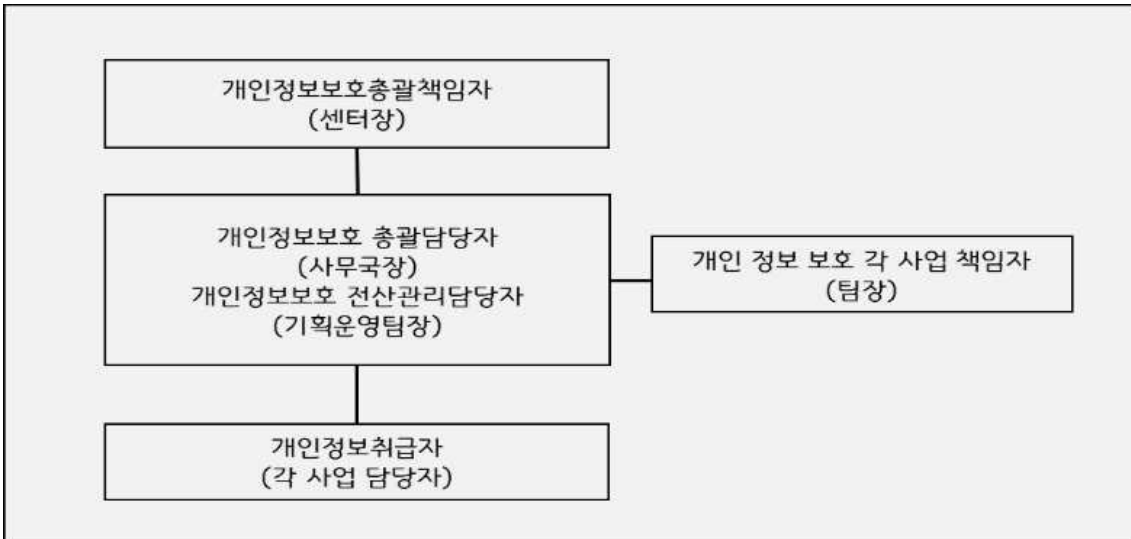 개인정보보호총괄책임자
(센터장)
개인정보보호 총괄담당자
(사무국장)
개인정보보호 전산관리담당자
(기획운영팀장)
개인 정보 보호 각 사업 책임자
(팀장)
개인정보취급자
(각 사업 담당자)